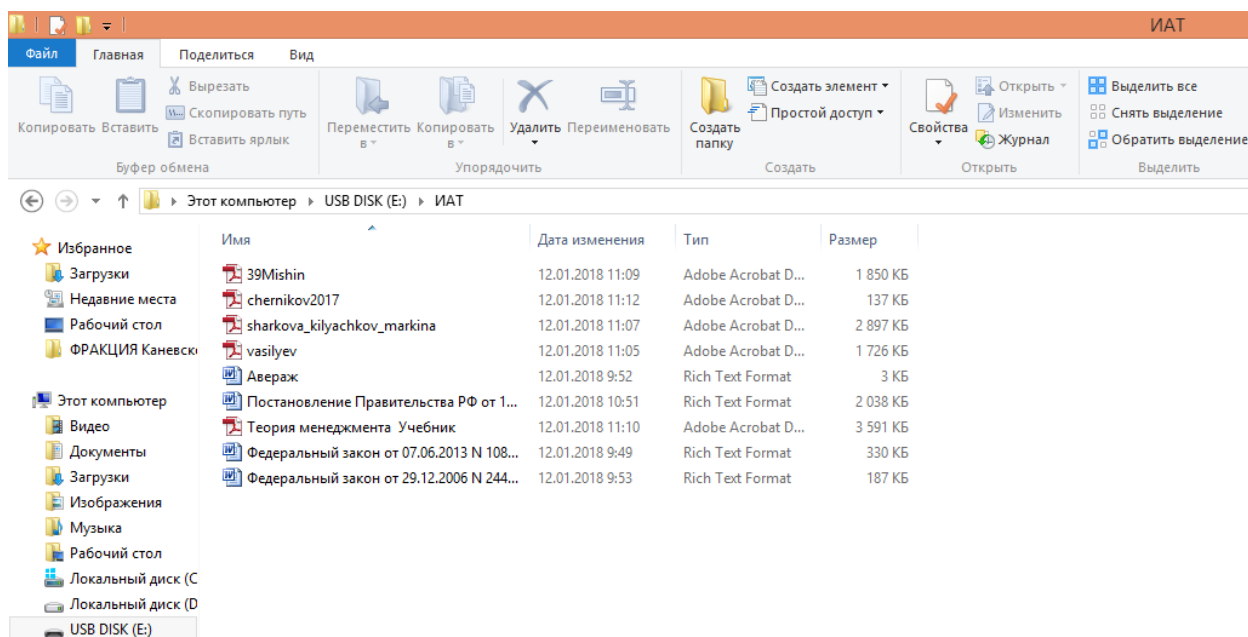 ИАТ
Файл Главная Поделиться Вид
Копировать Вставить Вырезать Скопировать путь Вставить ярлык
Переместить в Копировать в Удалить Переименовать
Создать папку Создать элемент Простой доступ
Свойства Открыть Изменить Журнал
Выделить все Снять выделение Обратить выделение
Буфер обмена Упорядочить Создать Открыть Выделить
Этот компьютер USB DISK (E:) ИАТ
Избранное
Загрузки
Недавние места
Рабочий стол
ФРАКЦИЯ Каневск
Этот компьютер
Видео
Документы
Загрузки
Изображения
Музыка
Рабочий стол
Локальный диск (C
Локальный диск (D
USB DISK (E:)
Имя Дата изменения Тип Размер
39Mishin 12.01.2018 11:09 Adobe Acrobat D... 1 850 КБ
chernikov2017 12.01.2018 11:12 Adobe Acrobat D... 137 КБ
sharkova_kilyachkov_markina 12.01.2018 11:07 Adobe Acrobat D... 2 897 КБ
vasilyev 12.01.2018 11:05 Adobe Acrobat D... 1 726 КБ
Авераж 12.01.2018 9:52 Rich Text Format 3 КБ
Постановление Правительства РФ от 1... 12.01.2018 10:51 Rich Text Format 2 038 КБ
Теория менеджмента Учебник 12.01.2018 11:10 Adobe Acrobat D... 3 591 КБ
Федеральный закон от 07.06.2013 N 108... 12.01.2018 9:49 Rich Text Format 330 КБ
Федеральный закон от 29.12.2006 N 244... 12.01.2018 9:53 Rich Text Format 187 КБ